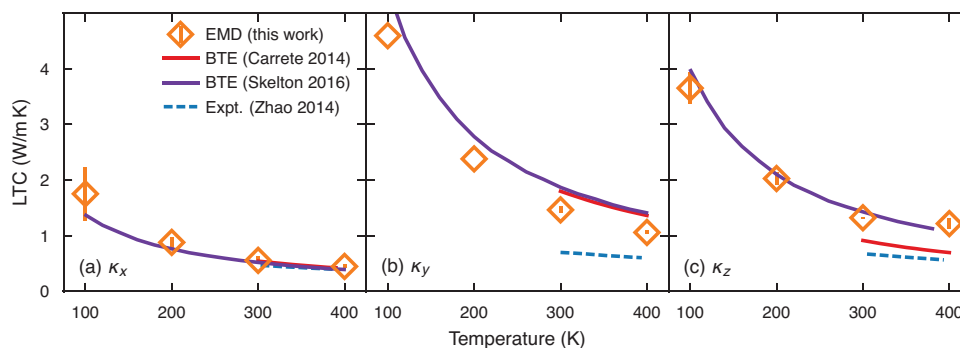 EMD (this work)
BTE (Carrete 2014)
BTE (Skelton 2016)
Expt. (Zhao 2014)
LTC (W/m K)
4
3
2
1
0
(a) κx
(b) κy
(c) κz
100 200 300 400
100 200 300 400
100 200 300 400
Temperature (K)